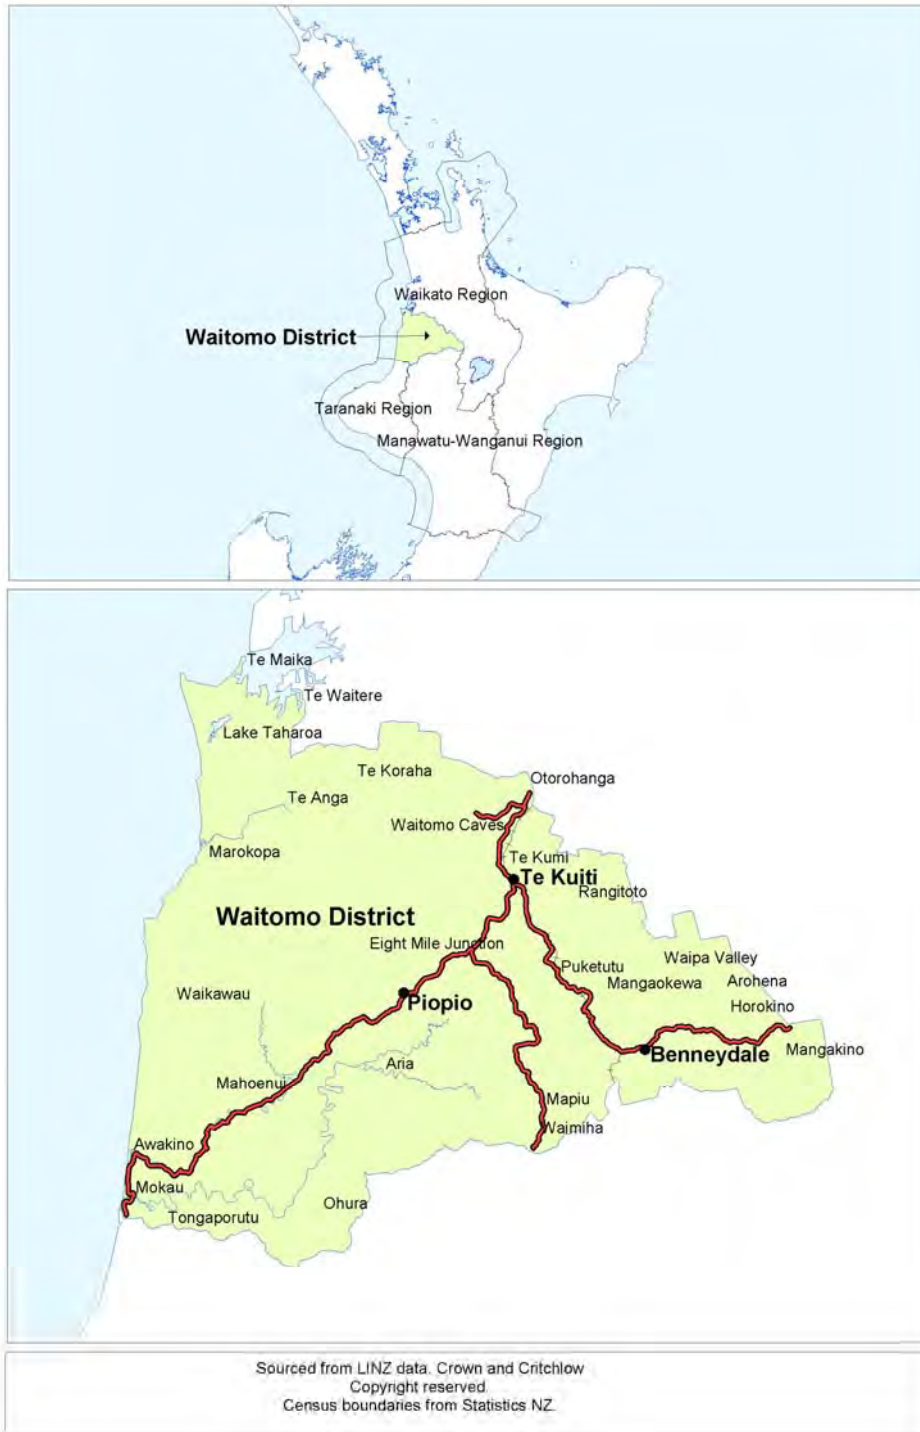 Waikato Region
Waitomo District
Taranaki Region
Manawatu-Wanganui Region
Te Maika
Te Waitere
Lake Taharoa
Te Koraha
Otorohanga
Te Anga
Waitomo Caves
Marokopa
Te Kumi
Te Kuiti
Rangitoto
Waitomo District
Eight Mile Junction
Waipa Valley
Puketutu
Mangaokewa
Arohena
Waikawau
Piopio
Horokino
Benneydale
Mangakino
Aria
Mahoenui
Mapiu
Waimiha
Awakino
Mokau
Ohura
Tongaporutu
Sourced from LINZ data. Crown and Critchlow
Copyright reserved.
Census boundaries from Statistics NZ.